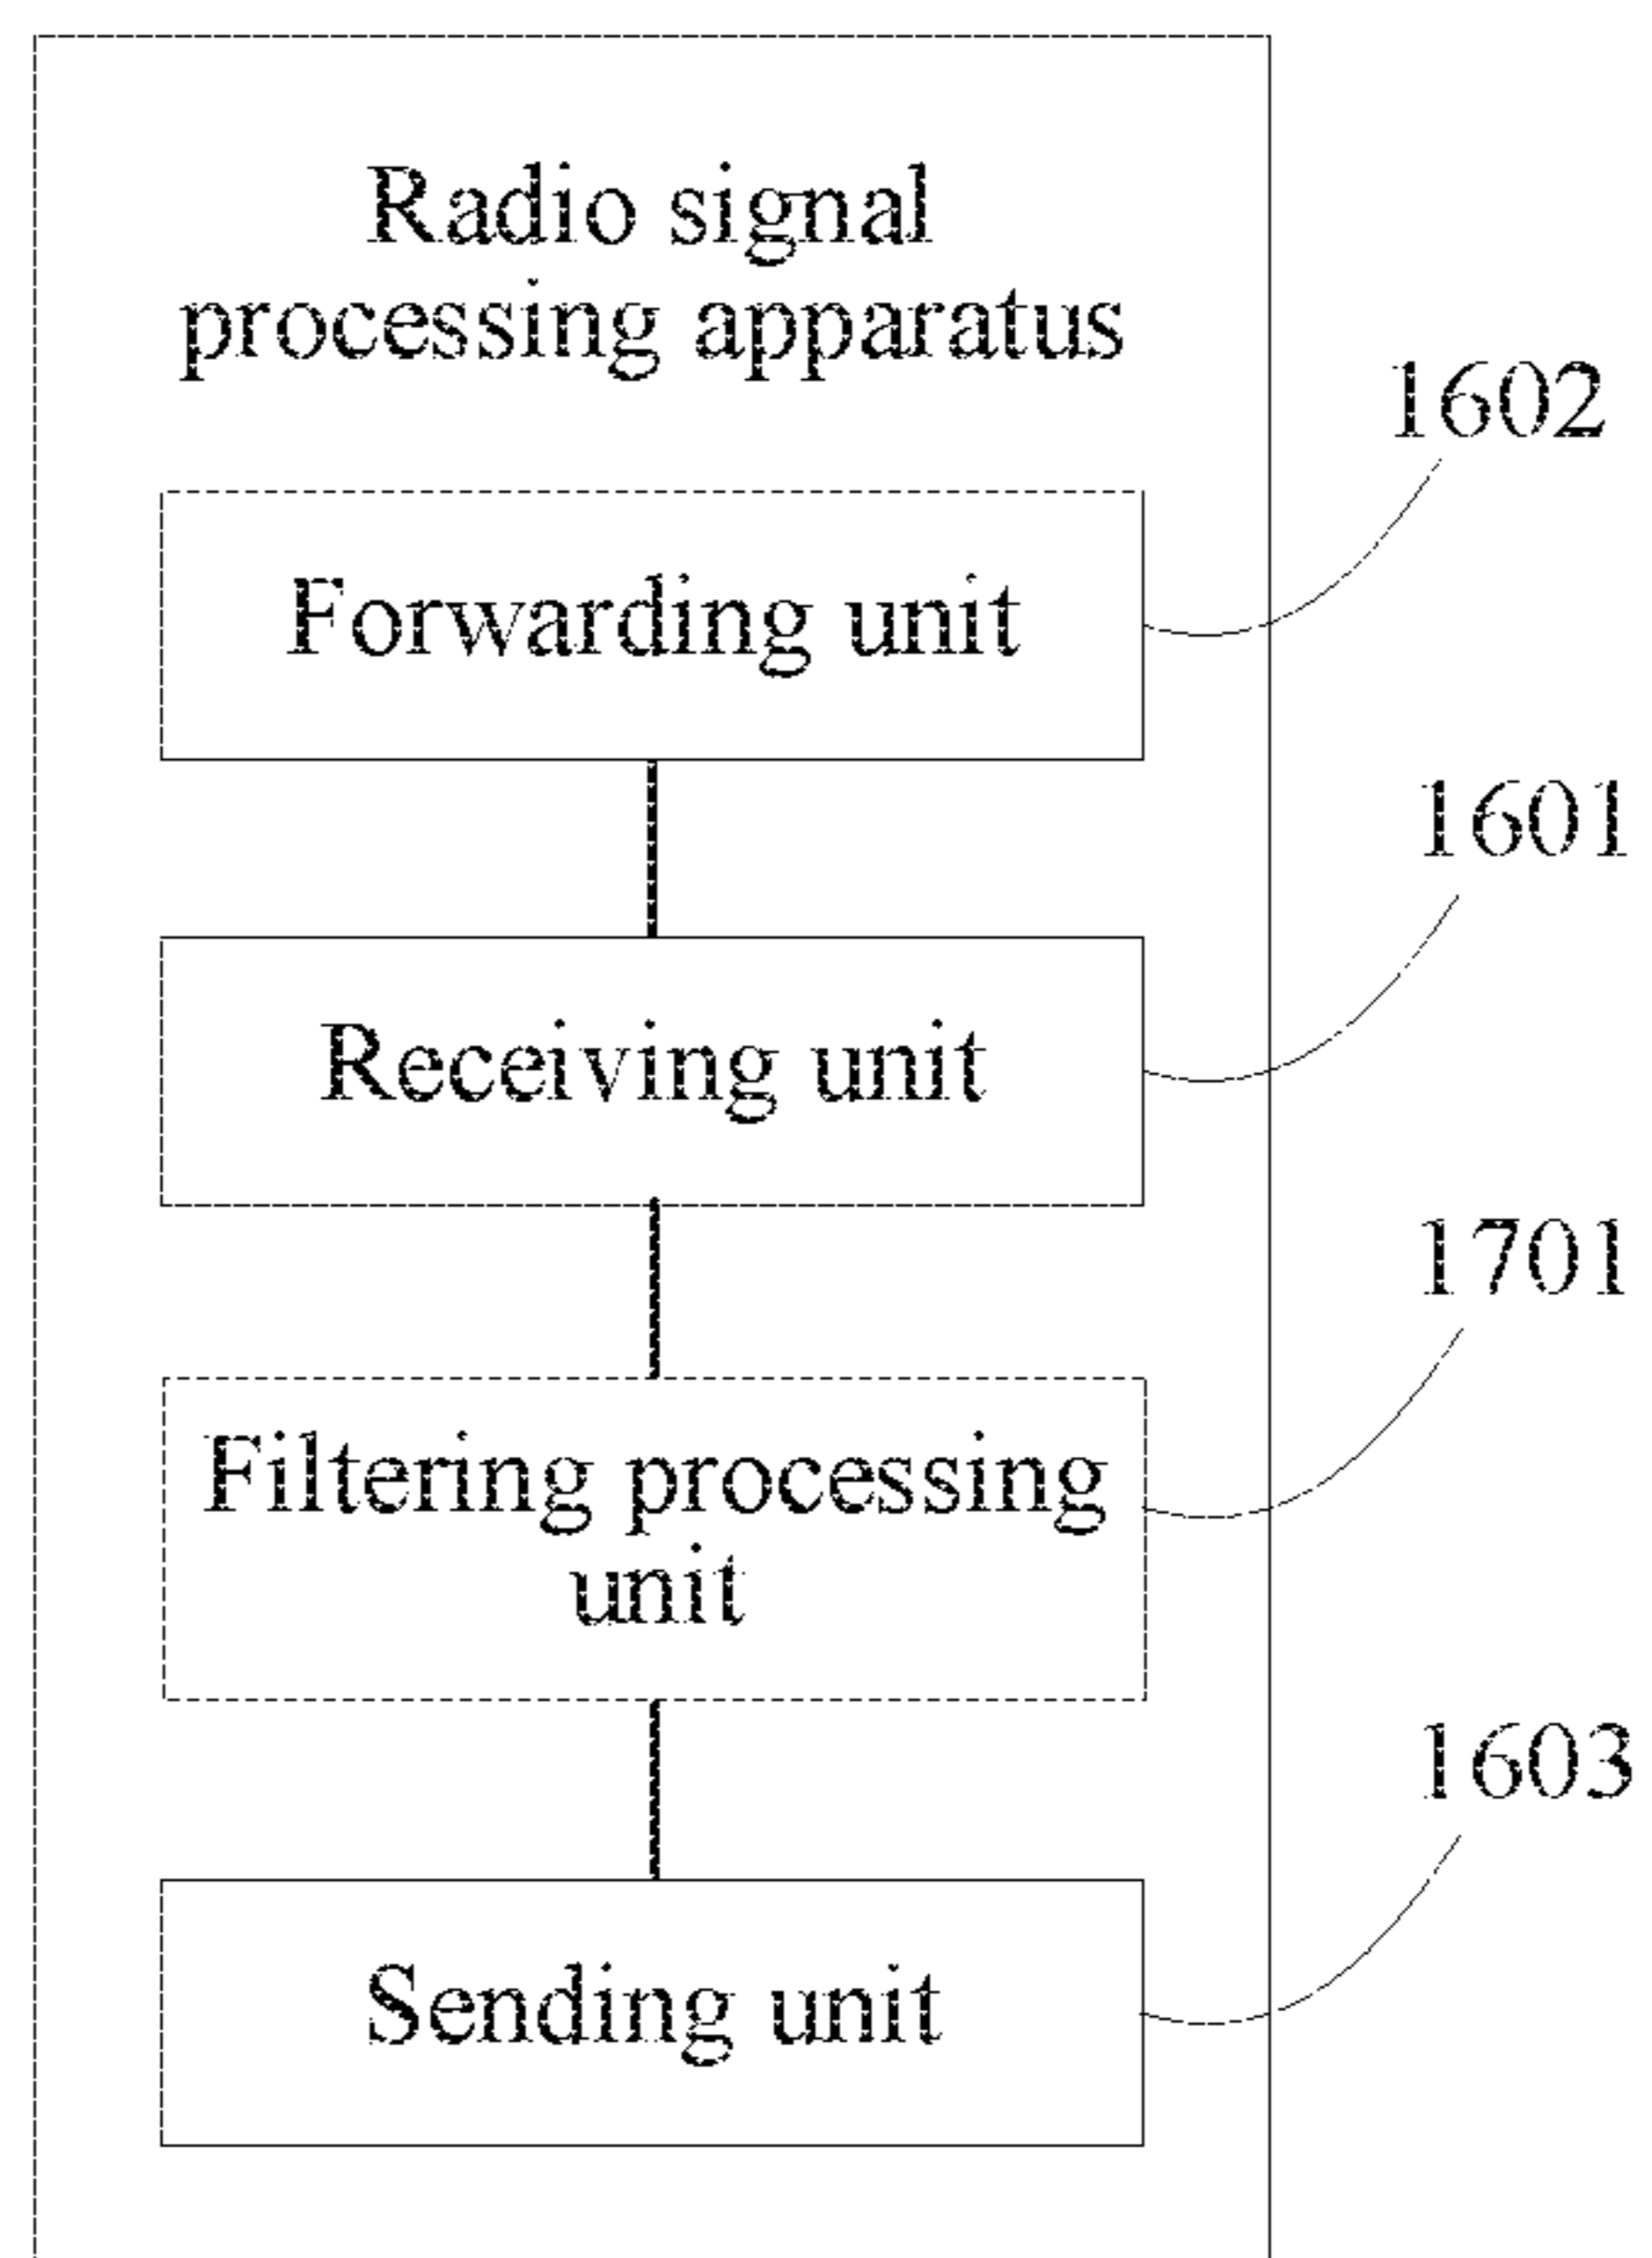 Radio signal
processing apparatus
1602
Forwarding unit
1601
Receiving unit
1701
Filtering processing
unit
1603
Sending unit